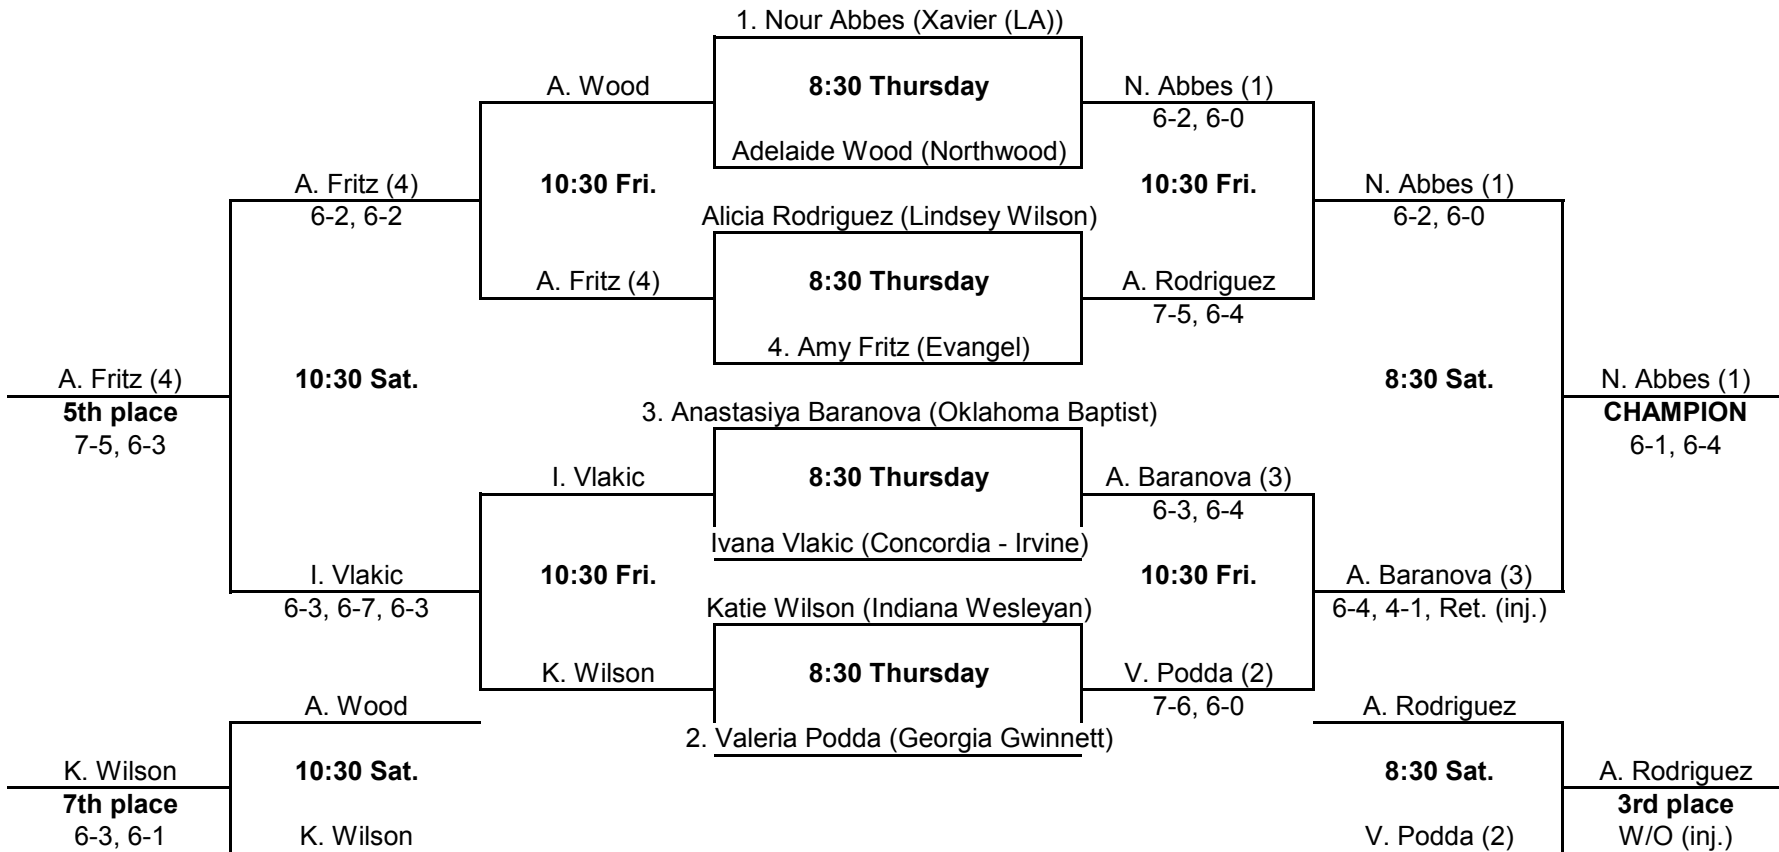 1. Nour Abbes (Xavier (LA))
A. Wood
8:30 Thursday
N. Abbes (1)
6-2, 6-0
Adelaide Wood (Northwood)
A. Fritz (4)
10:30 Fri.
10:30 Fri.
N. Abbes (1)
6-2, 6-2
Alicia Rodriguez (Lindsey Wilson)
6-2, 6-0
A. Fritz (4)
8:30 Thursday
A. Rodriguez
7-5, 6-4
4. Amy Fritz (Evangel)
A. Fritz (4)
10:30 Sat.
8:30 Sat.
N. Abbes (1)
5th place
3. Anastasiya Baranova (Oklahoma Baptist)
CHAMPION
7-5, 6-3
6-1, 6-4
I. Vlakic
8:30 Thursday
A. Baranova (3)
6-3, 6-4
Ivana Vlakic (Concordia - Irvine)
I. Vlakic
10:30 Fri.
10:30 Fri.
A. Baranova (3)
6-3, 6-7, 6-3
Katie Wilson (Indiana Wesleyan)
6-4, 4-1, Ret. (inj.)
K. Wilson
8:30 Thursday
V. Podda (2)
A. Wood
7-6, 6-0
A. Rodriguez
2. Valeria Podda (Georgia Gwinnett)
K. Wilson
10:30 Sat.
8:30 Sat.
A. Rodriguez
7th place
3rd place
6-3, 6-1
K. Wilson
V. Podda (2)
W/O (inj.)